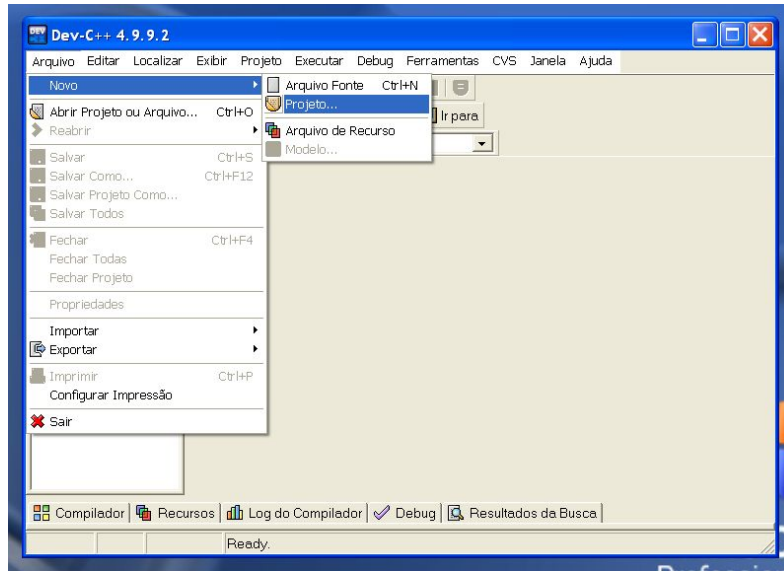 Dev-C++ 4.9.9.2
Arquivo Editar Localizar Exibir Projeto Executar Debug Ferramentas CVS Janela Ajuda
Novo
Arquivo Fonte Ctrl+N
Projeto...
Arquivo de Recurso
Modelo...
Ir para
Abrir Projeto ou Arquivo... Ctrl+O
Reabrir
Salvar Ctrl+S
Salvar Como... Ctrl+F12
Salvar Projeto Como...
Salvar Todos
Fechar Ctrl+F4
Fechar Todas
Fechar Projeto
Propriedades
Importar
Exportar
Imprimir Ctrl+P
Configurar Impressão
Sair
Compilador Recursos Log do Compilador Debug Resultados da Busca
Ready.